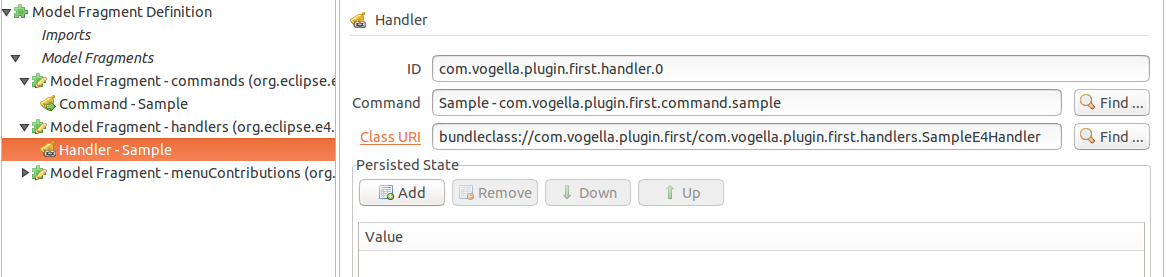 Model Fragment Definition
Imports
Model Fragments
Model Fragment - commands (org.eclipse.e
Command - Sample
Model Fragment - handlers (org.eclipse.e4.
Handler - Sample
Model Fragment - menuContributions (org.
Handler
ID com.vogella.plugin.first.handler.0
Command Sample - com.vogella.plugin.first.command.sample Find ...
Class URI bundleclass://com.vogella.plugin.first/com.vogella.plugin.first.handlers.SampleE4Handler Find ...
Persisted State
Add Remove Down Up
Value